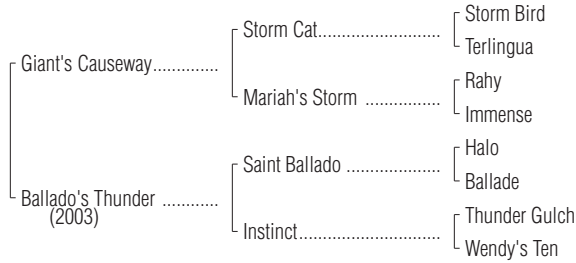 Storm Bird
Storm Cat....................................
Terlingua
Giant's Causeway..............
Rahy
Mariah's Storm ......................
Immense
Halo
Saint Ballado ...........................
Ballade
Ballado's Thunder ............
(2003)
Thunder Gulch
Instinct.........................................
Wendy's Ten